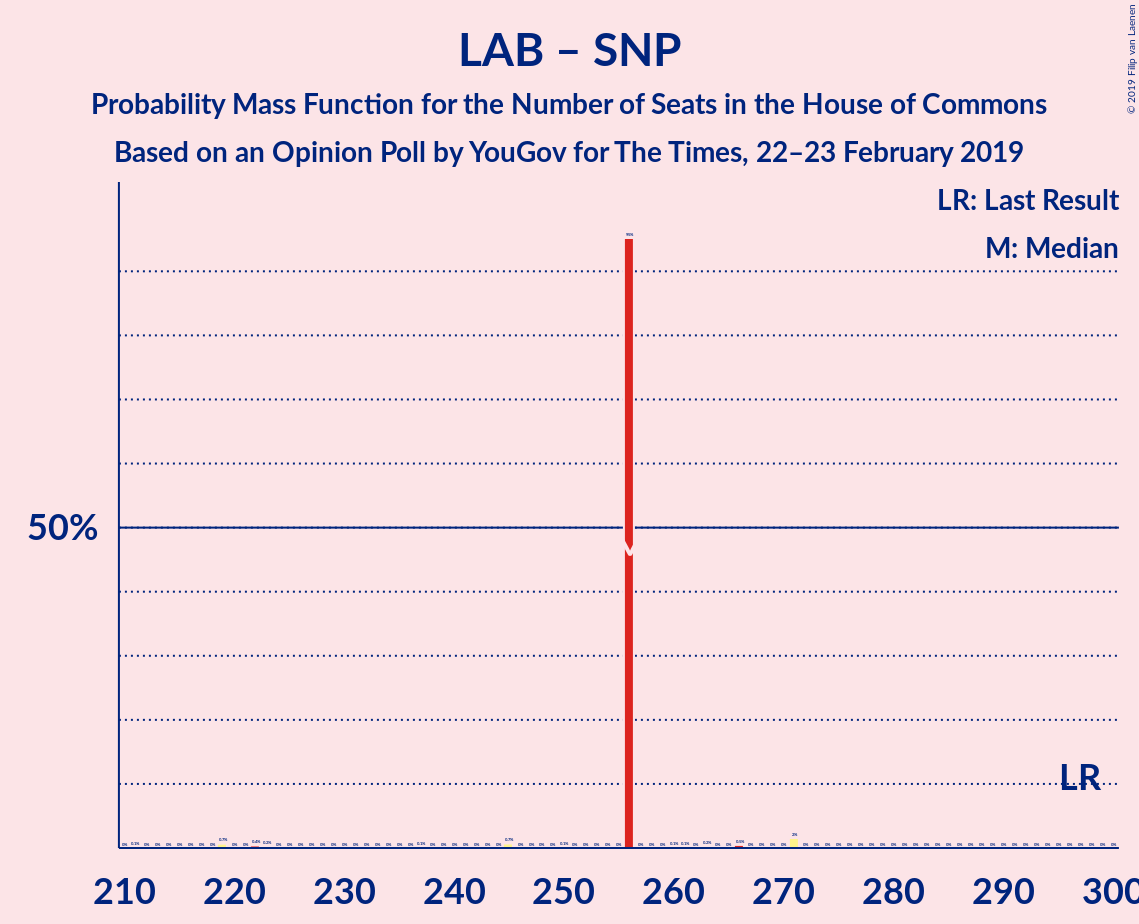 LAB – SNP
Probability Mass Function for the Number of Seats in the House of Commons
Based on an Opinion Poll by YouGov for The Times, 22–23 February 2019
© 2019 Filip van Laenen
LR: Last Result
M: Median
95%
50%
M
LR
210 220 230 240 250 260 270 280 290 300